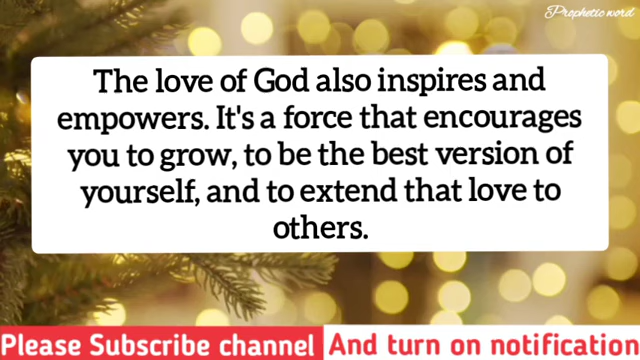 Prophetic word
The love of God also inspires and
empowers. It's a force that encourages
you to grow, to be the best version of
yourself, and to extend that love to
others.
Please Subscribe channel And turn on notification